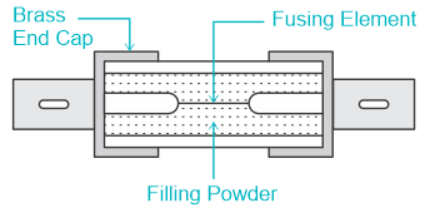 Brass
End Cap
Fusing Element
Filling Powder